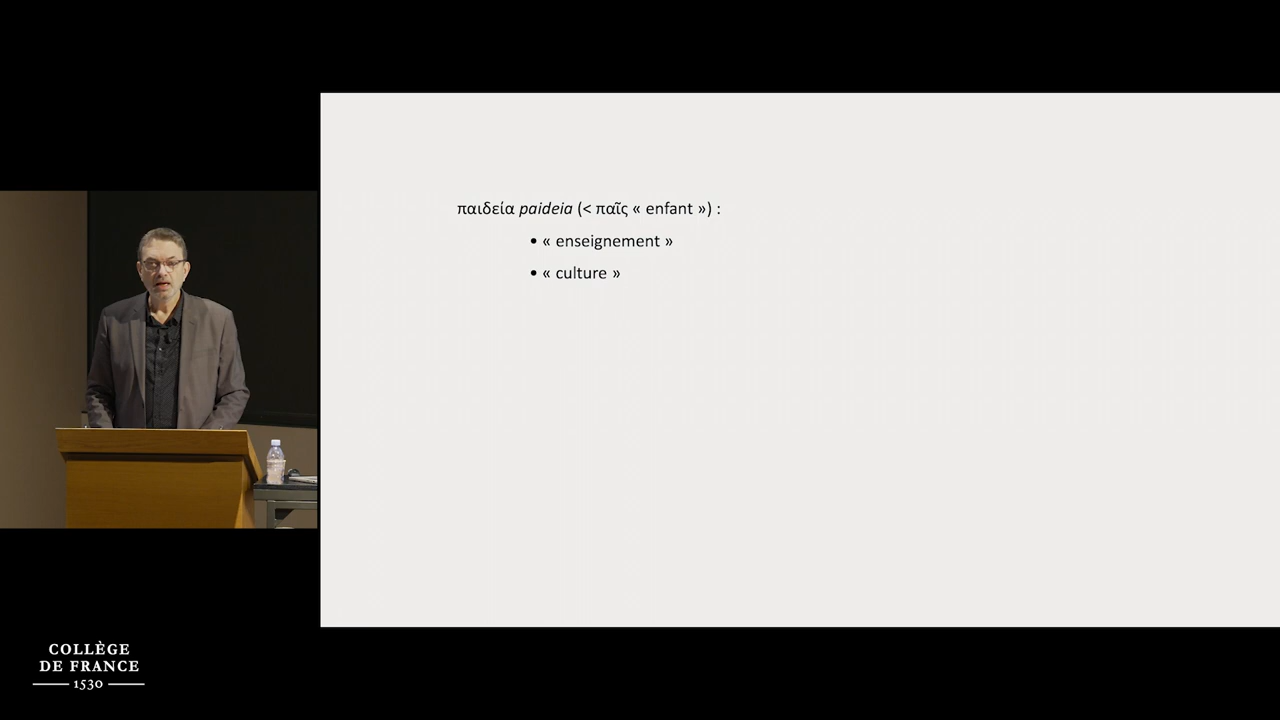 παιδεία paideia (< παῖς « enfant ») :
• « enseignement »
• « culture »
COLLÈGE
DE FRANCE
1530